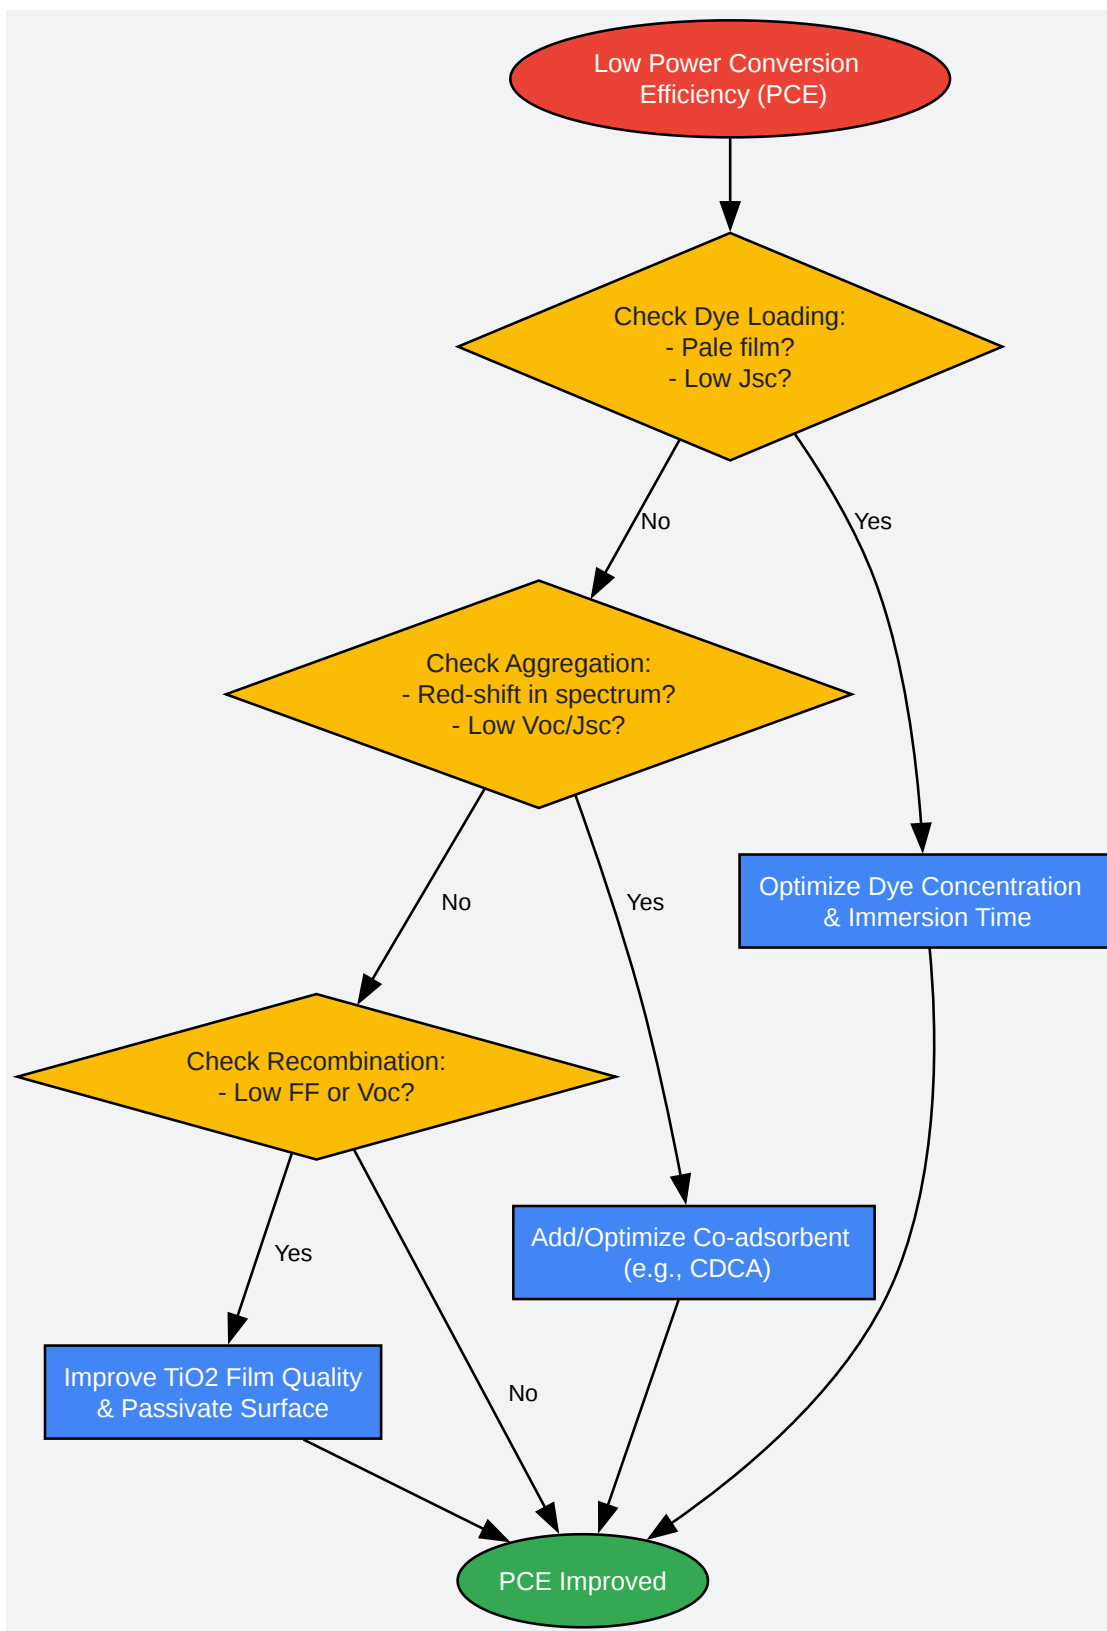 Low Power Conversion
Efficiency (PCE)
Check Dye Loading:
- Pale film?
- Low Jsc?
No
Yes
Check Aggregation:
- Red-shift in spectrum?
- Low Voc/Jsc?
No
Yes
Optimize Dye Concentration
& Immersion Time
Check Recombination:
- Low FF or Voc?
Yes
Add/Optimize Co-adsorbent
(e.g., CDCA)
Improve TiO2 Film Quality
& Passivate Surface
No
PCE Improved